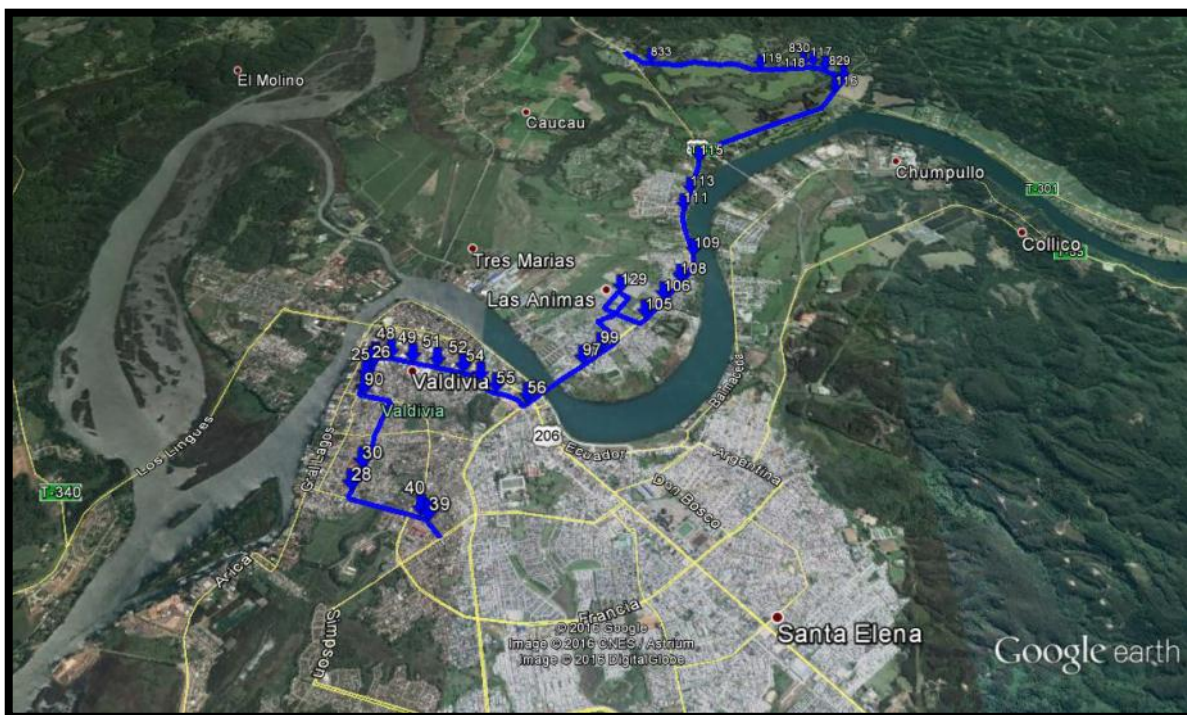 833
830
117
119
118
829
116
El Molino
Caucau
115
113
111
Chumpullo
T-301
Collico
109
Tres Marias
108
129
106
Las Animas
105
99
97
48
49
51
52
54
25
26
55
56
90
Valdivia
Valdivia
Balmaceda
206
Ecuador
Argentina
Don Bosco
Gral Lagos
Los Lingues
30
28
40
39
T-340
Arica
Simpson
Francia
© 2016 Google
Image © 2016 CNES / Astrium
Image © 2016 DigitalGlobe
Santa Elena
Google earth